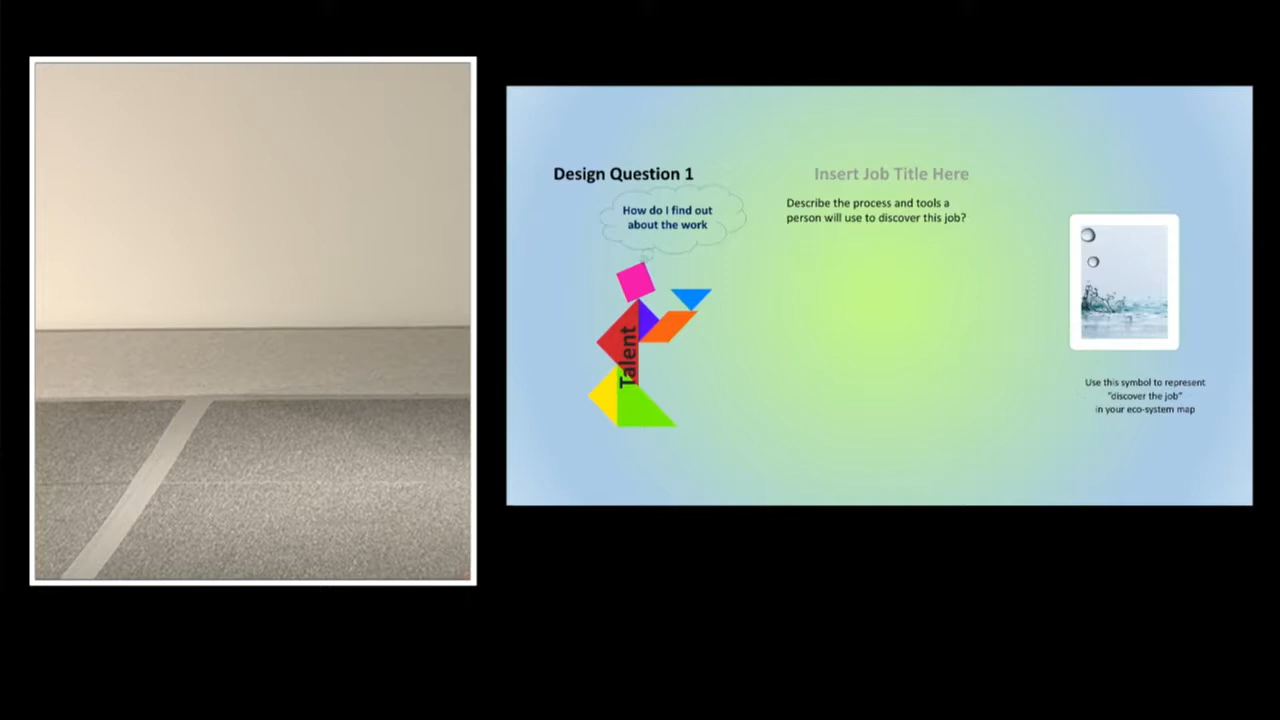 Design Question 1
How do I find out
about the work
Talent
Insert Job Title Here
Describe the process and tools a
person will use to discover this job?
Use this symbol to represent
“discover the job”
in your eco-system map